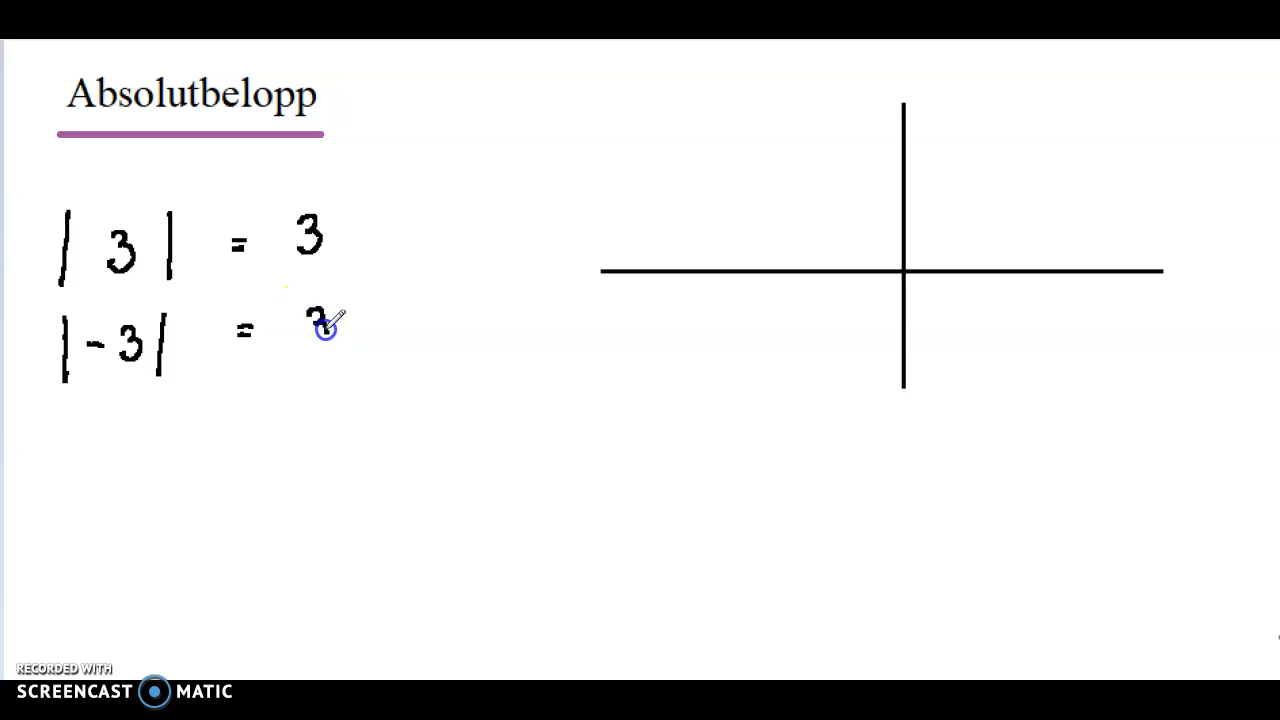 Absolutbelopp
| 3 | = 3
| - 3 | = 3
RECORDED WITH
SCREENCAST MATIC